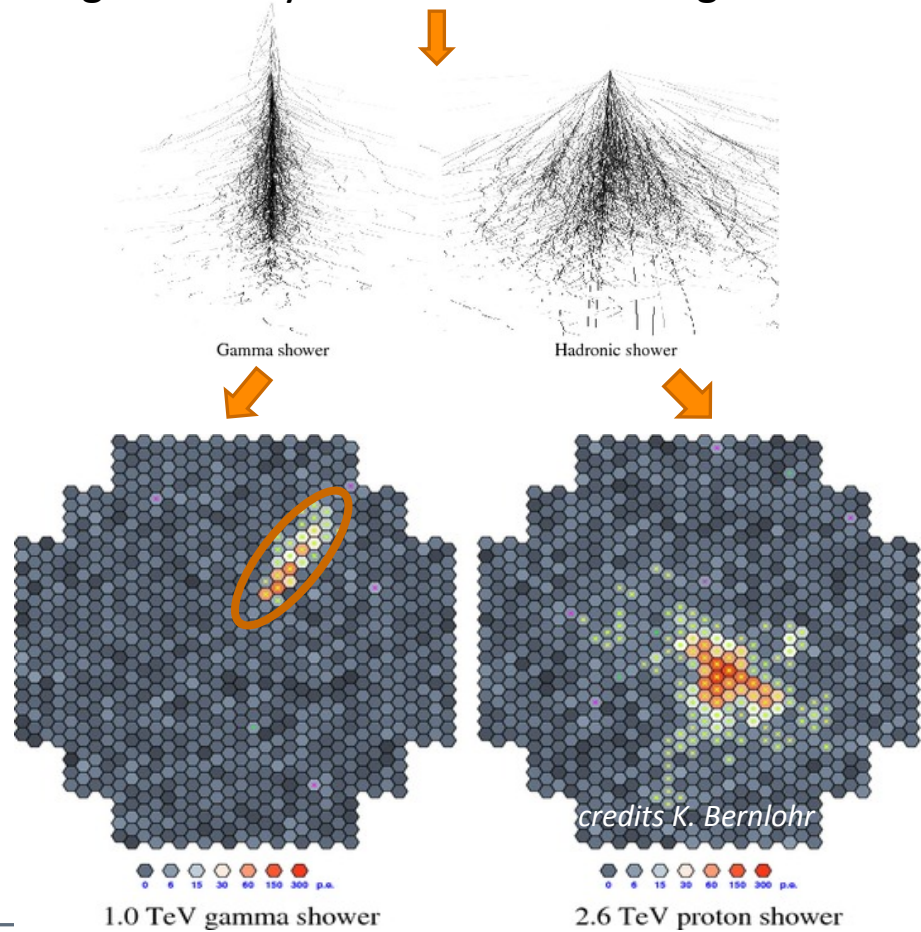 Gamma shower
Hadronic shower
credits K. Bernlohr
0 6 15 30 60 150 300 p.e.
0 6 15 30 60 150 300 p.e.
1.0 TeV gamma shower
2.6 TeV proton shower